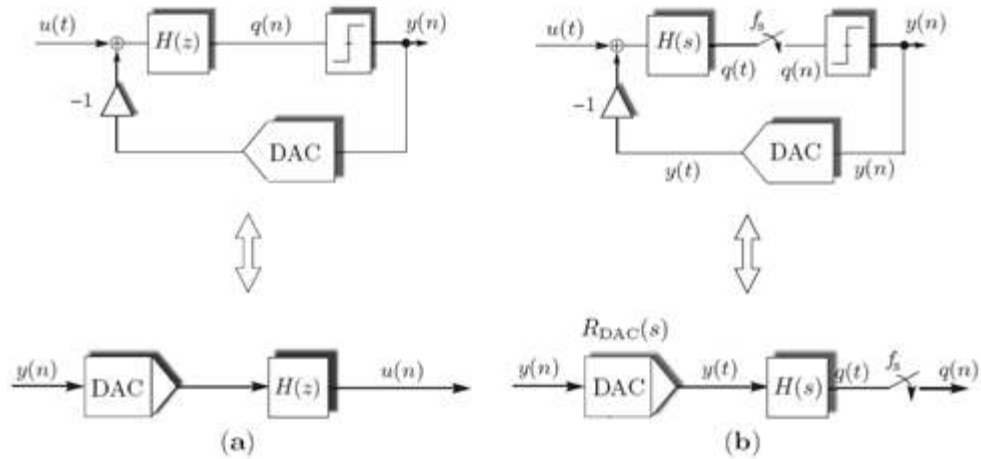 u(t)
H(z)
q(n)
y(n)
−1
DAC
u(t)
H(s)
f_s
q(t)
q(n)
y(n)
−1
DAC
y(t)
y(n)
y(n)
DAC
H(z)
u(n)
(a)
R_DAC(s)
y(n)
DAC
y(t)
H(s)
q(t)
f_s
q(n)
(b)